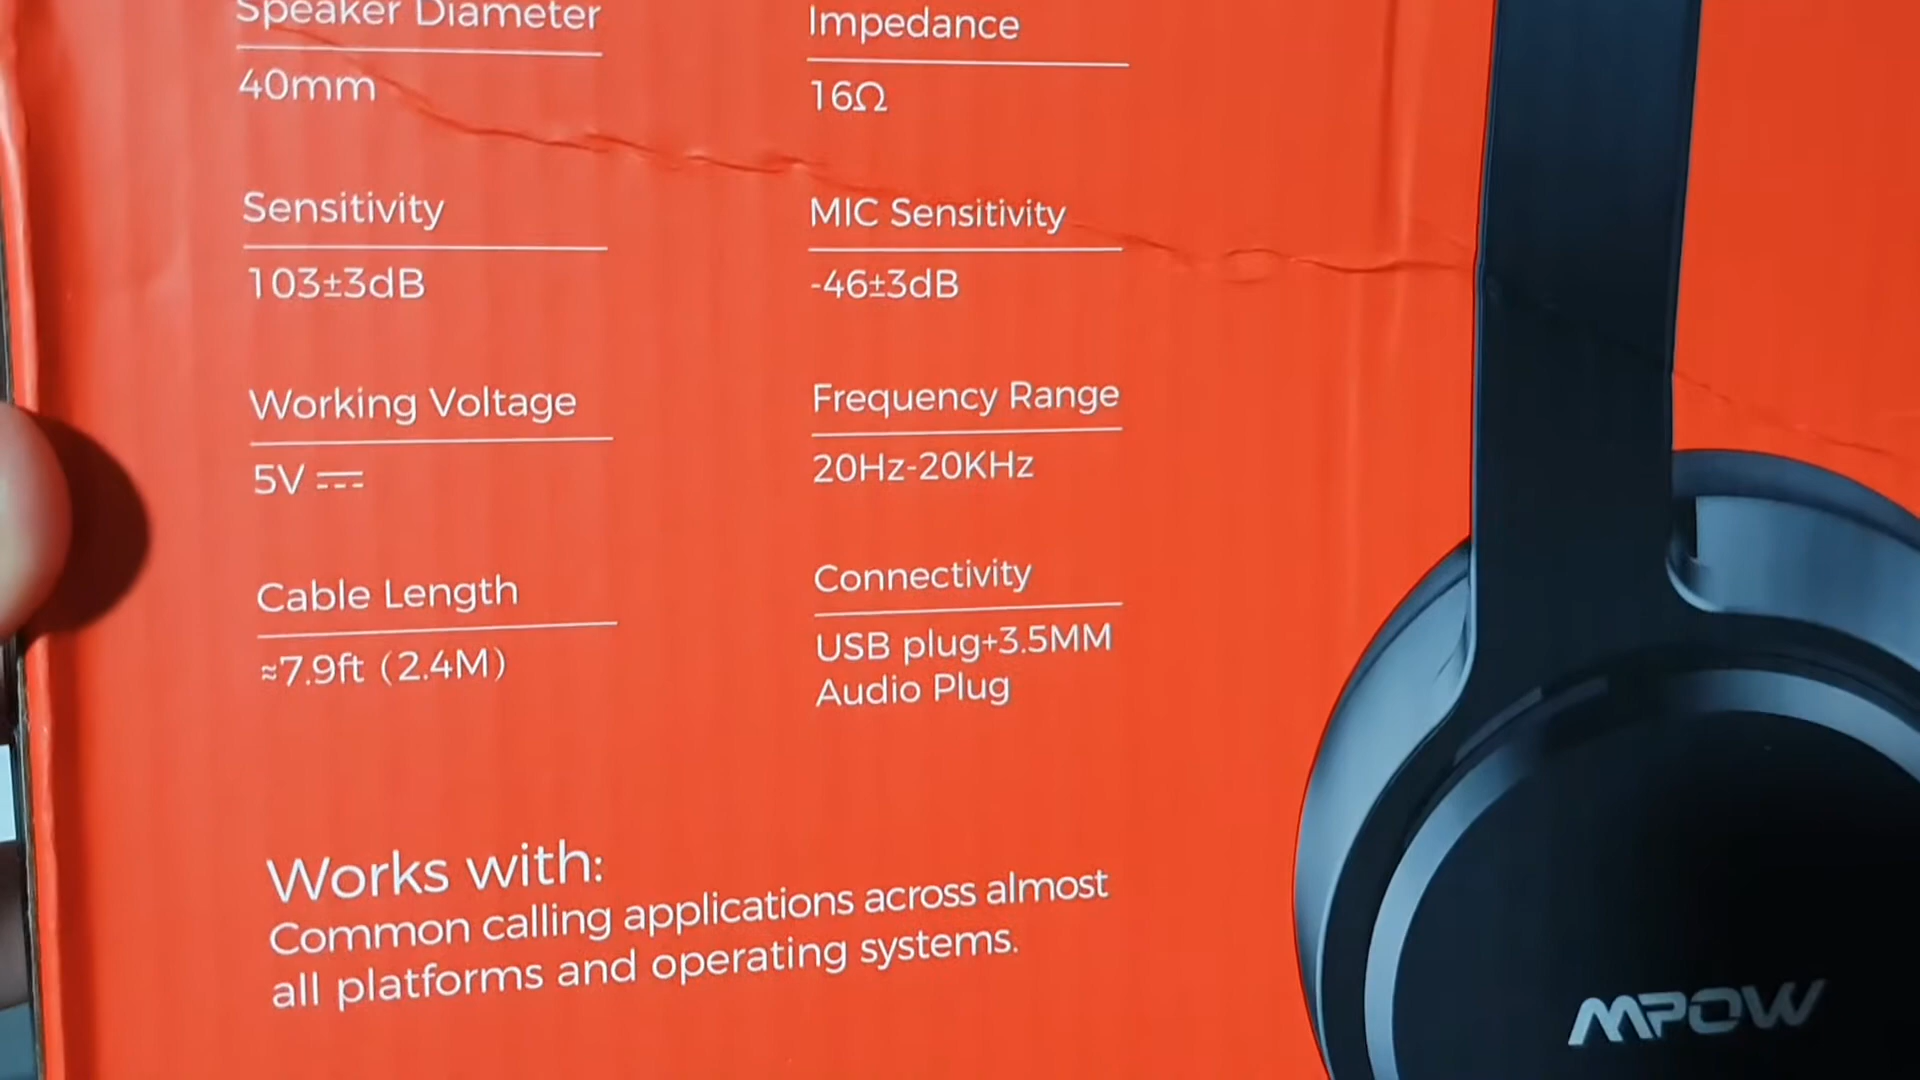 Speaker Diameter
40mm
Impedance
16Ω
Sensitivity
103±3dB
MIC Sensitivity
-46±3dB
Working Voltage
5V ⎓
Frequency Range
20Hz-20KHz
Cable Length
≈7.9ft (2.4M)
Connectivity
USB plug+3.5MM
Audio Plug
Works with:
Common calling applications across almost
all platforms and operating systems.
MPOW